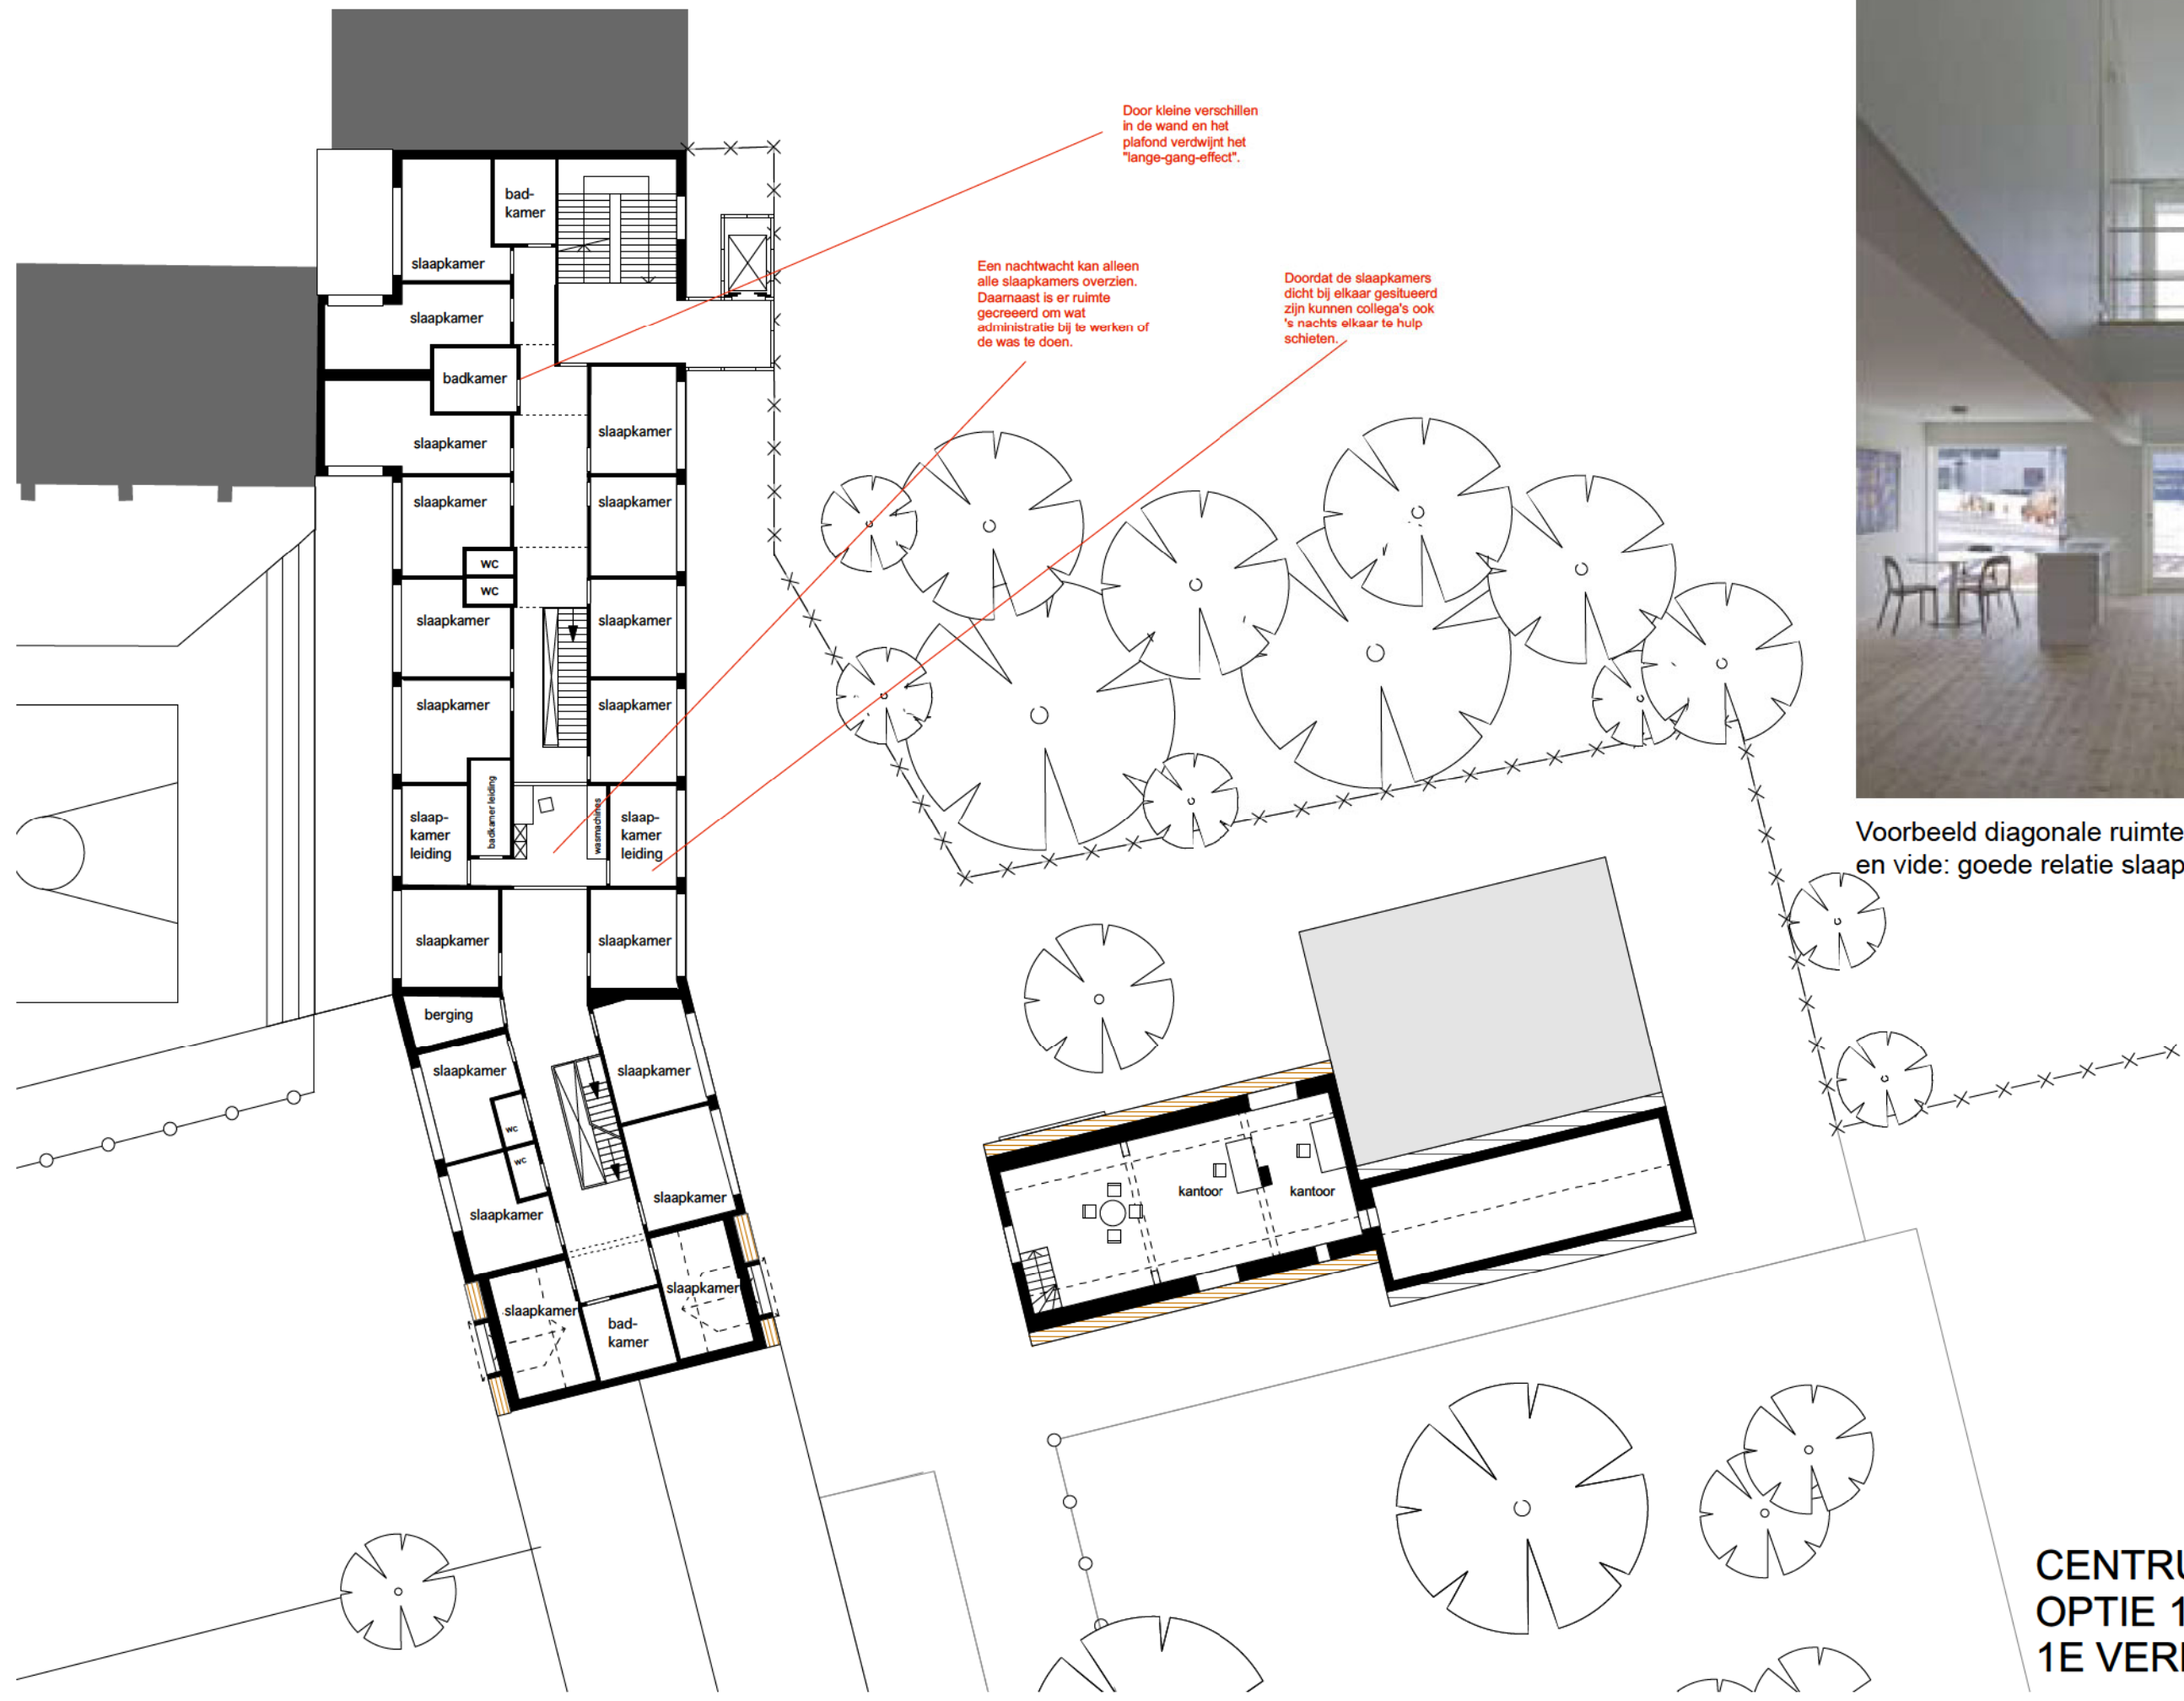 Door kleine verschillen
in de wand en het
plafond verdwijnt het
"lange-gang-effect".
Een nachtwacht kan alleen
alle slaapkamers overzien.
Daarnaast is er ruimte
gecreeerd om wat
administratie bij te werken of
de was te doen.
Doordat de slaapkamers
dicht bij elkaar gesitueerd
zijn kunnen collega's ook
's nachts elkaar te hulp
schieten.
bad-
kamer
slaapkamer
slaapkamer
badkamer
slaapkamer
slaapkamer
slaapkamer
slaapkamer
wc
wc
slaapkamer
slaapkamer
slaapkamer
slaapkamer
slaap-
kamer
leiding
badkamer leiding
wasmachines
slaap-
kamer
leiding
slaapkamer
slaapkamer
berging
slaapkamer
slaapkamer
wc
wc
slaapkamer
slaapkamer
slaapkamer
slaapkamer
bad-
kamer
kantoor
kantoor
Voorbeeld diagonale ruimte
en vide: goede relatie slaap
CENTRU
OPTIE 1
1E VER